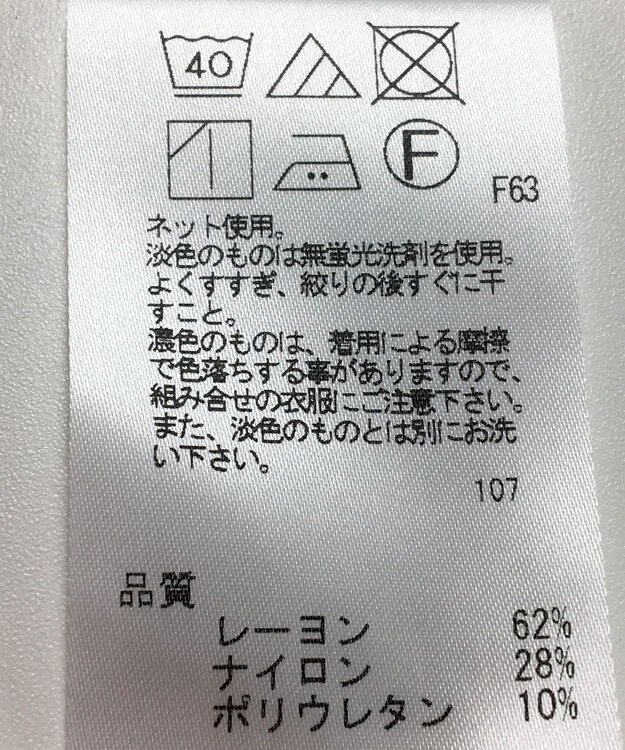 40
F
F63
ネット使用。
淡色のものは無蛍光洗剤を使用。
よくすすぎ、絞りの後すぐに干
すこと。
濃色のものは、着用による摩擦
で色落ちする事がありますので、
組み合せの衣服にご注意下さい。
また、淡色のものとは別にお洗
い下さい。
107
品質
レーヨン 62%
ナイロン 28%
ポリウレタン 10%